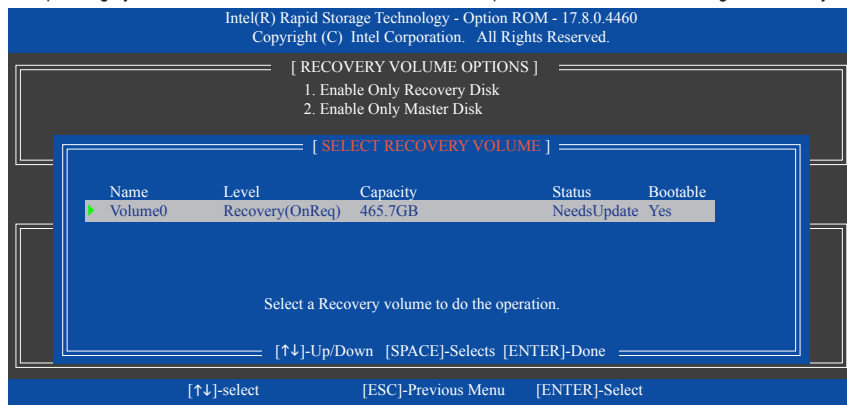 Intel(R) Rapid Storage Technology - Option ROM - 17.8.0.4460
Copyright (C) Intel Corporation. All Rights Reserved.
[ RECOVERY VOLUME OPTIONS ]
1. Enable Only Recovery Disk
2. Enable Only Master Disk
[ SELECT RECOVERY VOLUME ]
Name Level Capacity Status Bootable
Volume0 Recovery(OnReq) 465.7GB NeedsUpdate Yes
Select a Recovery volume to do the operation.
[↑↓]-Up/Down [SPACE]-Selects [ENTER]-Done
[↑↓]-select [ESC]-Previous Menu [ENTER]-Select